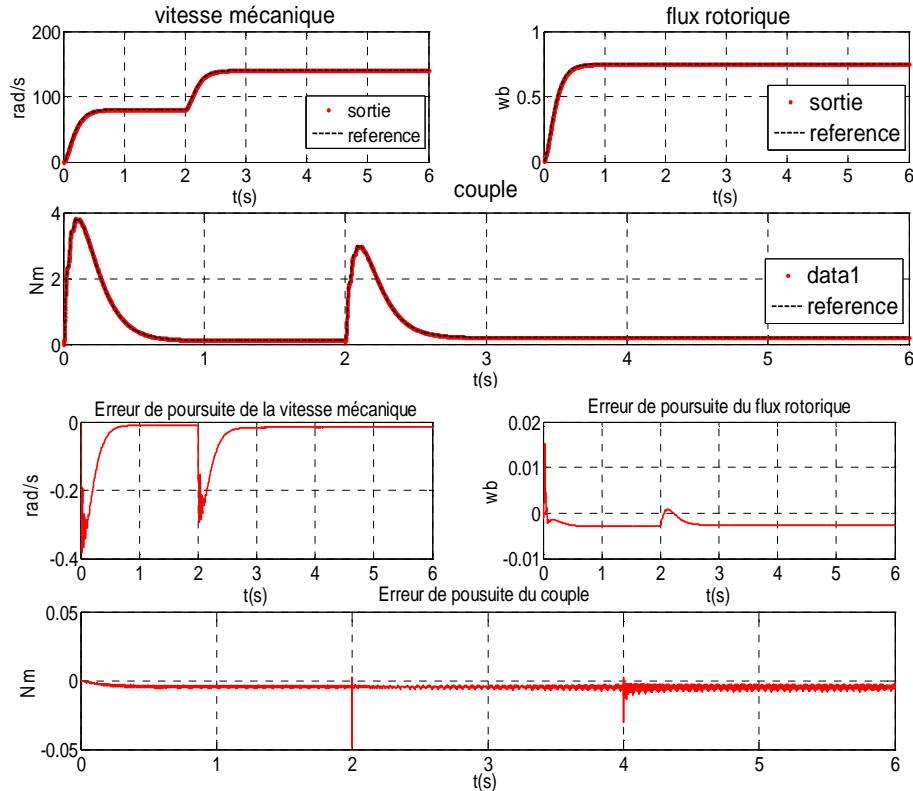 vitesse mécanique
200
100
0
rad/s
0 1 2 3 4 5 6
t(s)
sortie
reference
flux rotorique
1
0.5
0
wb
0 1 2 3 4 5 6
t(s)
sortie
reference
couple
4
2
0
Nm
0 1 2 3 4 5 6
t(s)
data1
reference
Erreur de poursuite de la vitesse mécanique
0
-0.2
-0.4
rad/s
0 1 2 3 4 5 6
t(s)
Erreur de poursuite du flux rotorique
0.02
0.01
0
-0.01
wb
0 1 2 3 4 5 6
t(s)
Erreur de pousuite du couple
0.05
0
-0.05
Nm
0 1 2 3 4 5 6
t(s)